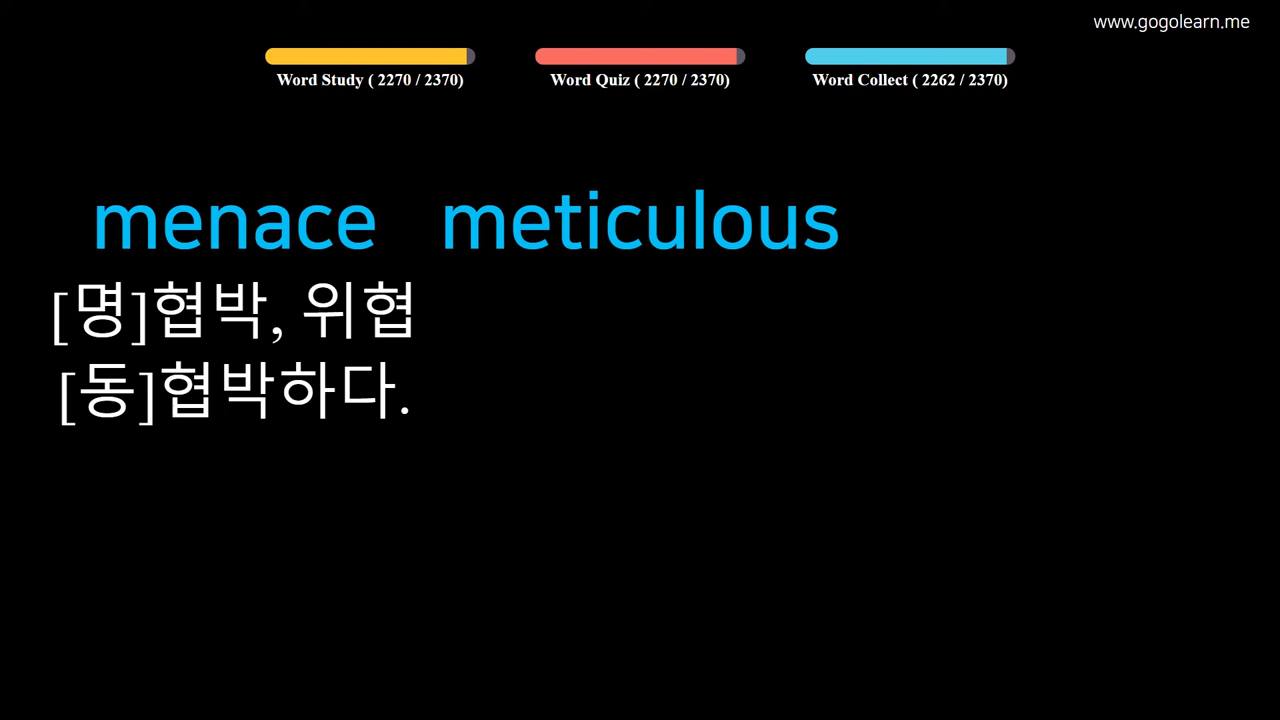 www.gogolearn.me
Word Study ( 2270 / 2370)
Word Quiz ( 2270 / 2370)
Word Collect ( 2262 / 2370)
menace meticulous
[명]협박, 위협
[동]협박하다.